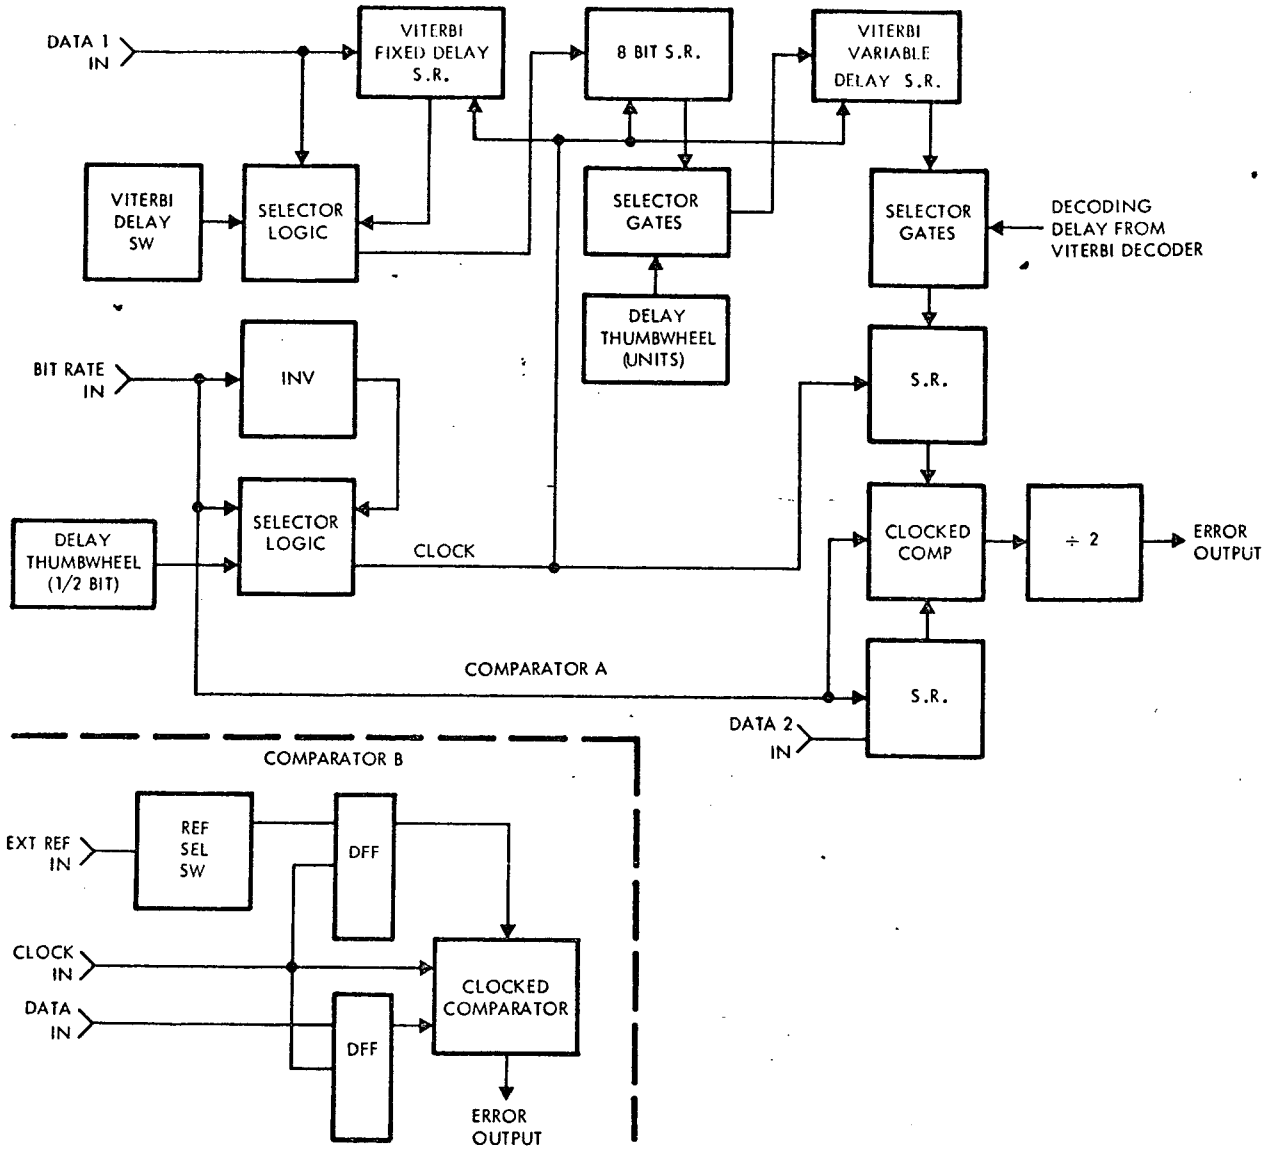 DATA 1
IN
VITERBI
FIXED DELAY
S.R.
8 BIT S.R.
VITERBI
VARIABLE
DELAY S.R.
VITERBI
DELAY
SW
SELECTOR
LOGIC
SELECTOR
GATES
SELECTOR
GATES
DECODING
DELAY FROM
VITERBI DECODER
DELAY
THUMBWHEEL
(UNITS)
BIT RATE
IN
INV
S.R.
DELAY
THUMBWHEEL
(1/2 BIT)
SELECTOR
LOGIC
CLOCK
CLOCKED
COMP
÷ 2
ERROR
OUTPUT
COMPARATOR A
S.R.
DATA 2
IN
COMPARATOR B
EXT REF
IN
REF
SEL
SW
DFF
CLOCK
IN
DATA
IN
DFF
CLOCKED
COMPARATOR
ERROR
OUTPUT